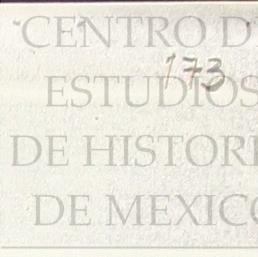 CENTRO D
173
ESTUDIOS
DE HISTORI
DE MEXICO